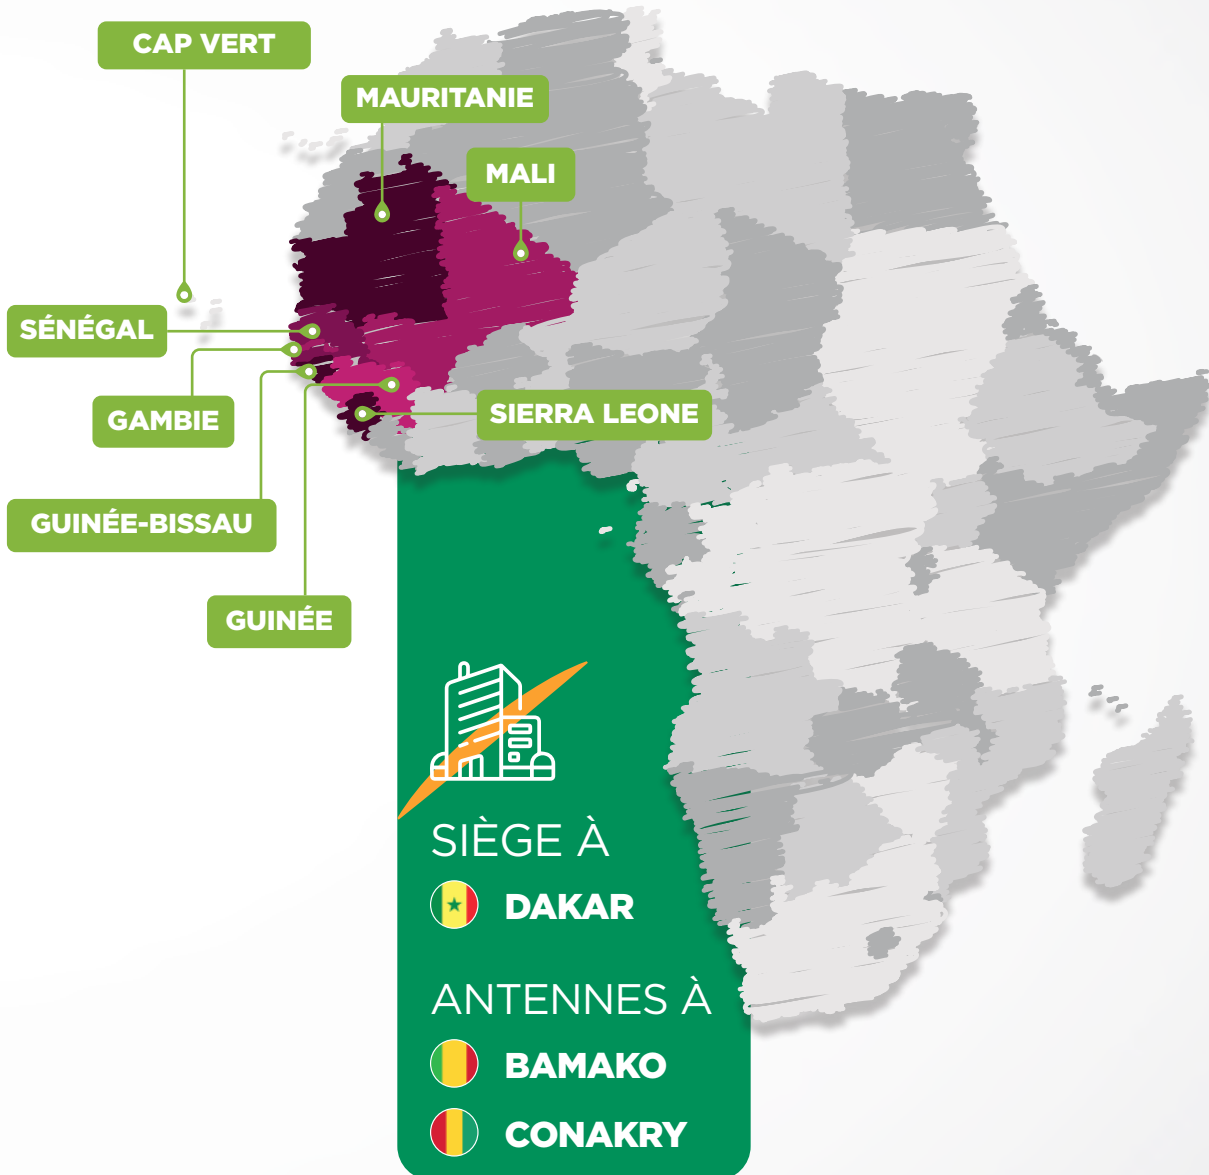 CAP VERT
MAURITANIE
MALI
SÉNÉGAL
GAMBIE
SIERRA LEONE
GUINÉE-BISSAU
GUINÉE
SIÈGE À
DAKAR
ANTENNES À
BAMAKO
CONAKRY